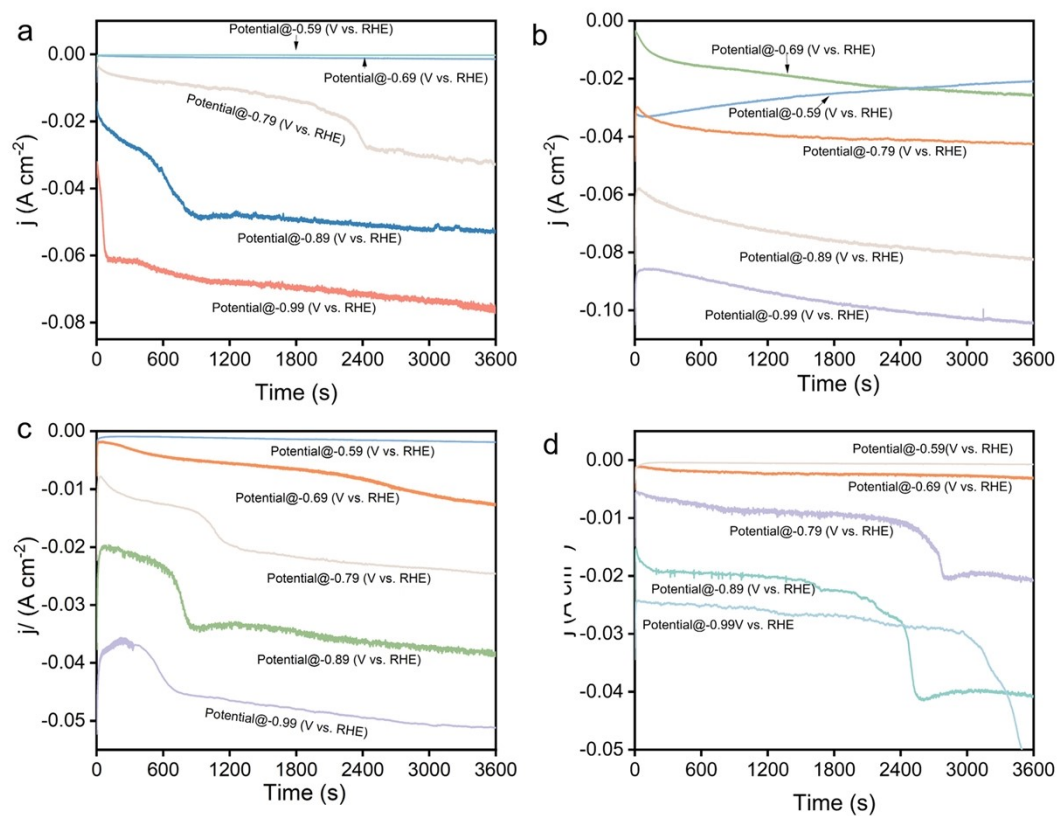 a
Potential@-0.59 (V vs. RHE)
Potential@-0.69 (V vs. RHE)
Potential@-0.79 (V vs. RHE)
Potential@-0.89 (V vs. RHE)
Potential@-0.99 (V vs. RHE)
0.00
-0.02
-0.04
-0.06
-0.08
j (A cm-2)
0 600 1200 1800 2400 3000 3600
Time (s)
b
Potential@-0.69 (V vs. RHE)
Potential@-0.59 (V vs. RHE)
Potential@-0.79 (V vs. RHE)
Potential@-0.89 (V vs. RHE)
Potential@-0.99 (V vs. RHE)
0.00
-0.02
-0.04
-0.06
-0.08
-0.10
j (A cm-2)
0 600 1200 1800 2400 3000 3600
Time (s)
c
Potential@-0.59 (V vs. RHE)
Potential@-0.69 (V vs. RHE)
Potential@-0.79 (V vs. RHE)
Potential@-0.89 (V vs. RHE)
Potential@-0.99 (V vs. RHE)
0.00
-0.01
-0.02
-0.03
-0.04
-0.05
j/ (A cm-2)
0 600 1200 1800 2400 3000 3600
Time (s)
d
Potential@-0.59(V vs. RHE)
Potential@-0.69 (V vs. RHE)
Potential@-0.79 (V vs. RHE)
Potential@-0.89 (V vs. RHE)
Potential@-0.99V vs. RHE
0.00
-0.01
-0.02
-0.03
-0.04
-0.05
0 600 1200 1800 2400 3000 3600
Time (s)